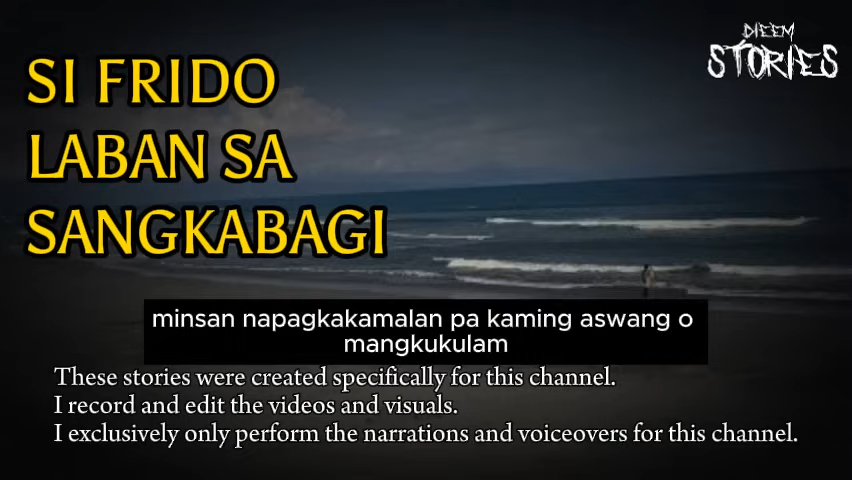 DIEEM
STORIES
SI FRIDO
LABAN SA
SANGKABAGI
minsan napagkakamalan pa kaming aswang o
mangkukulam
These stories were created specifically for this channel.
I record and edit the videos and visuals.
I exclusively only perform the narrations and voiceovers for this channel.